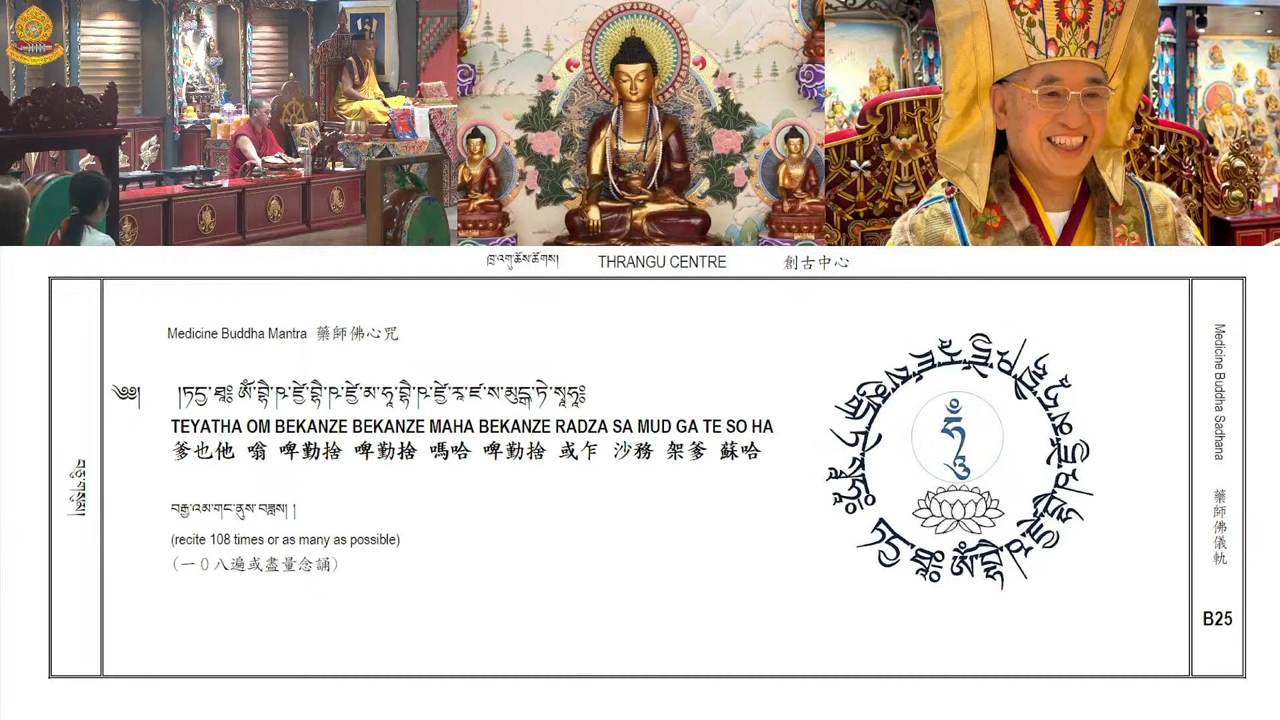 ཁྲ་འགུ་ཆོས་ཚོགས། THRANGU CENTRE 創古中心
Medicine Buddha Mantra 藥師佛心咒
༄༅། །ཏདྱ་ཐཱཿ ཨོཾ་བྷཻ་ཥ་ཛྱེ་བྷཻ་ཥ་ཛྱེ་མ་ཧཱ་བྷཻ་ཥ་ཛྱེ་རཱ་ཛ་ས་མུདྒ་ཏེ་སྭཱ་ཧཱཿ
TEYATHA OM BEKANZE BEKANZE MAHA BEKANZE RADZA SA MUD GA TE SO HA
爹也他 嗡 啤勤捨 啤勤捨 嗎哈 啤勤捨 或乍 沙務 架爹 蘇哈
བརྒྱ་འམ་གང་ནུས་བཟླས། །
(recite 108 times or as many as possible)
(一０八遍或盡量念誦)
Medicine Buddha Sadhana 藥師佛儀軌
B25